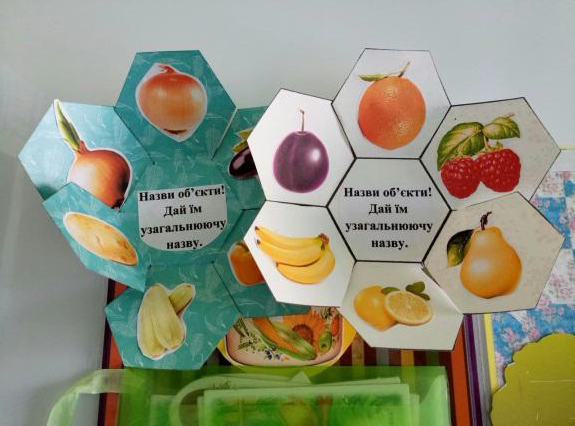 Назви об'єкти!
Дай їм
узагальнюючу
назву.
Назви об'єкти!
Дай їм
узагальнюючу
назву.